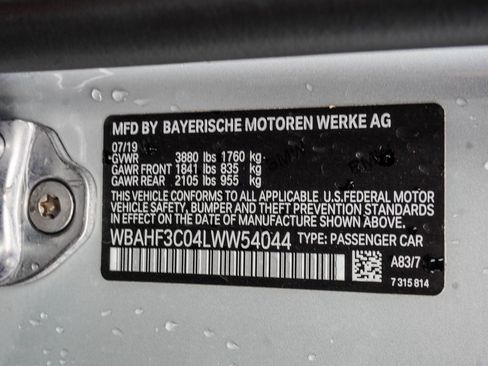 MFD BY BAYERISCHE MOTOREN WERKE AG
07/19
GVWR 3880 lbs 1760 kg
GAWR FRONT 1841 lbs 835 kg
GAWR REAR 2105 lbs 955 kg
THIS VEHICLE CONFORMS TO ALL APPLICABLE U.S.FEDERAL MOTOR
VEHICLE SAFETY, BUMPER, AND THEFT PREVENTION STANDARDS
IN EFFECT ON THE DATE OF MANUFACTURE SHOWN ABOVE.
WBAHF3C04LWW54044 TYPE: PASSENGER CAR
A83/7
7 315 814